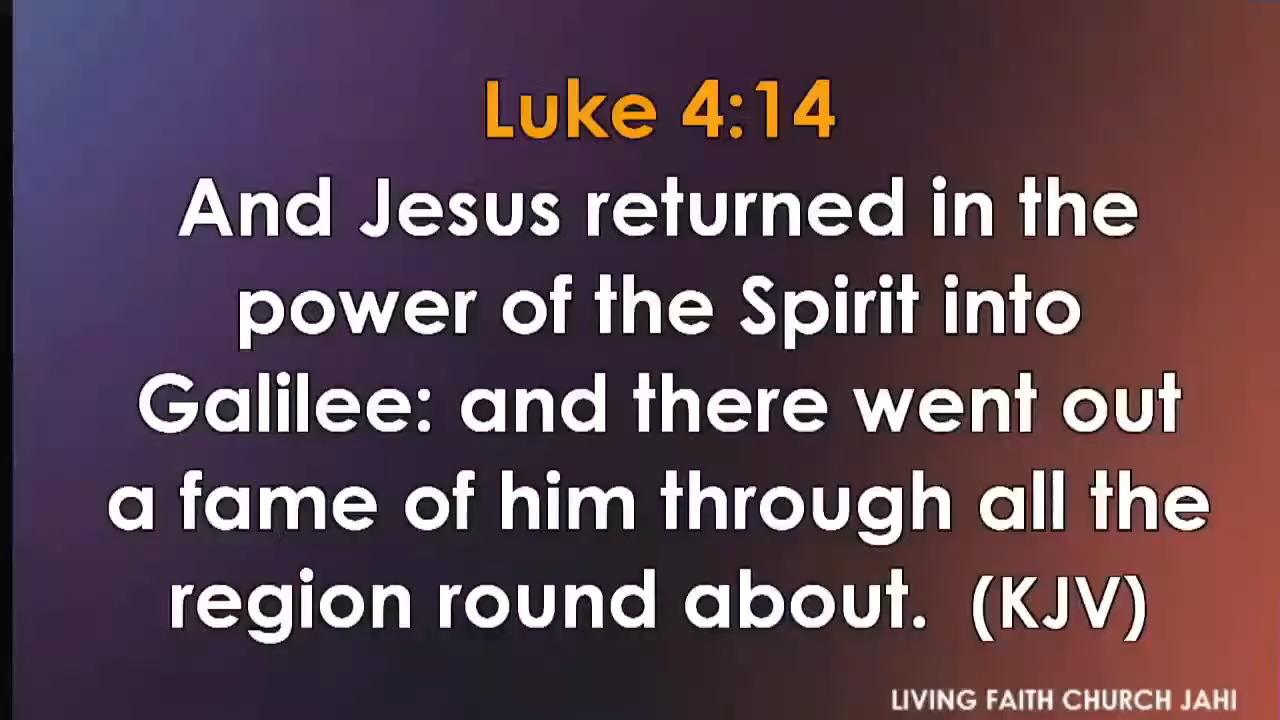 Luke 4:14
And Jesus returned in the
power of the Spirit into
Galilee: and there went out
a fame of him through all the
region round about.  (KJV)
LIVING FAITH CHURCH JAHI